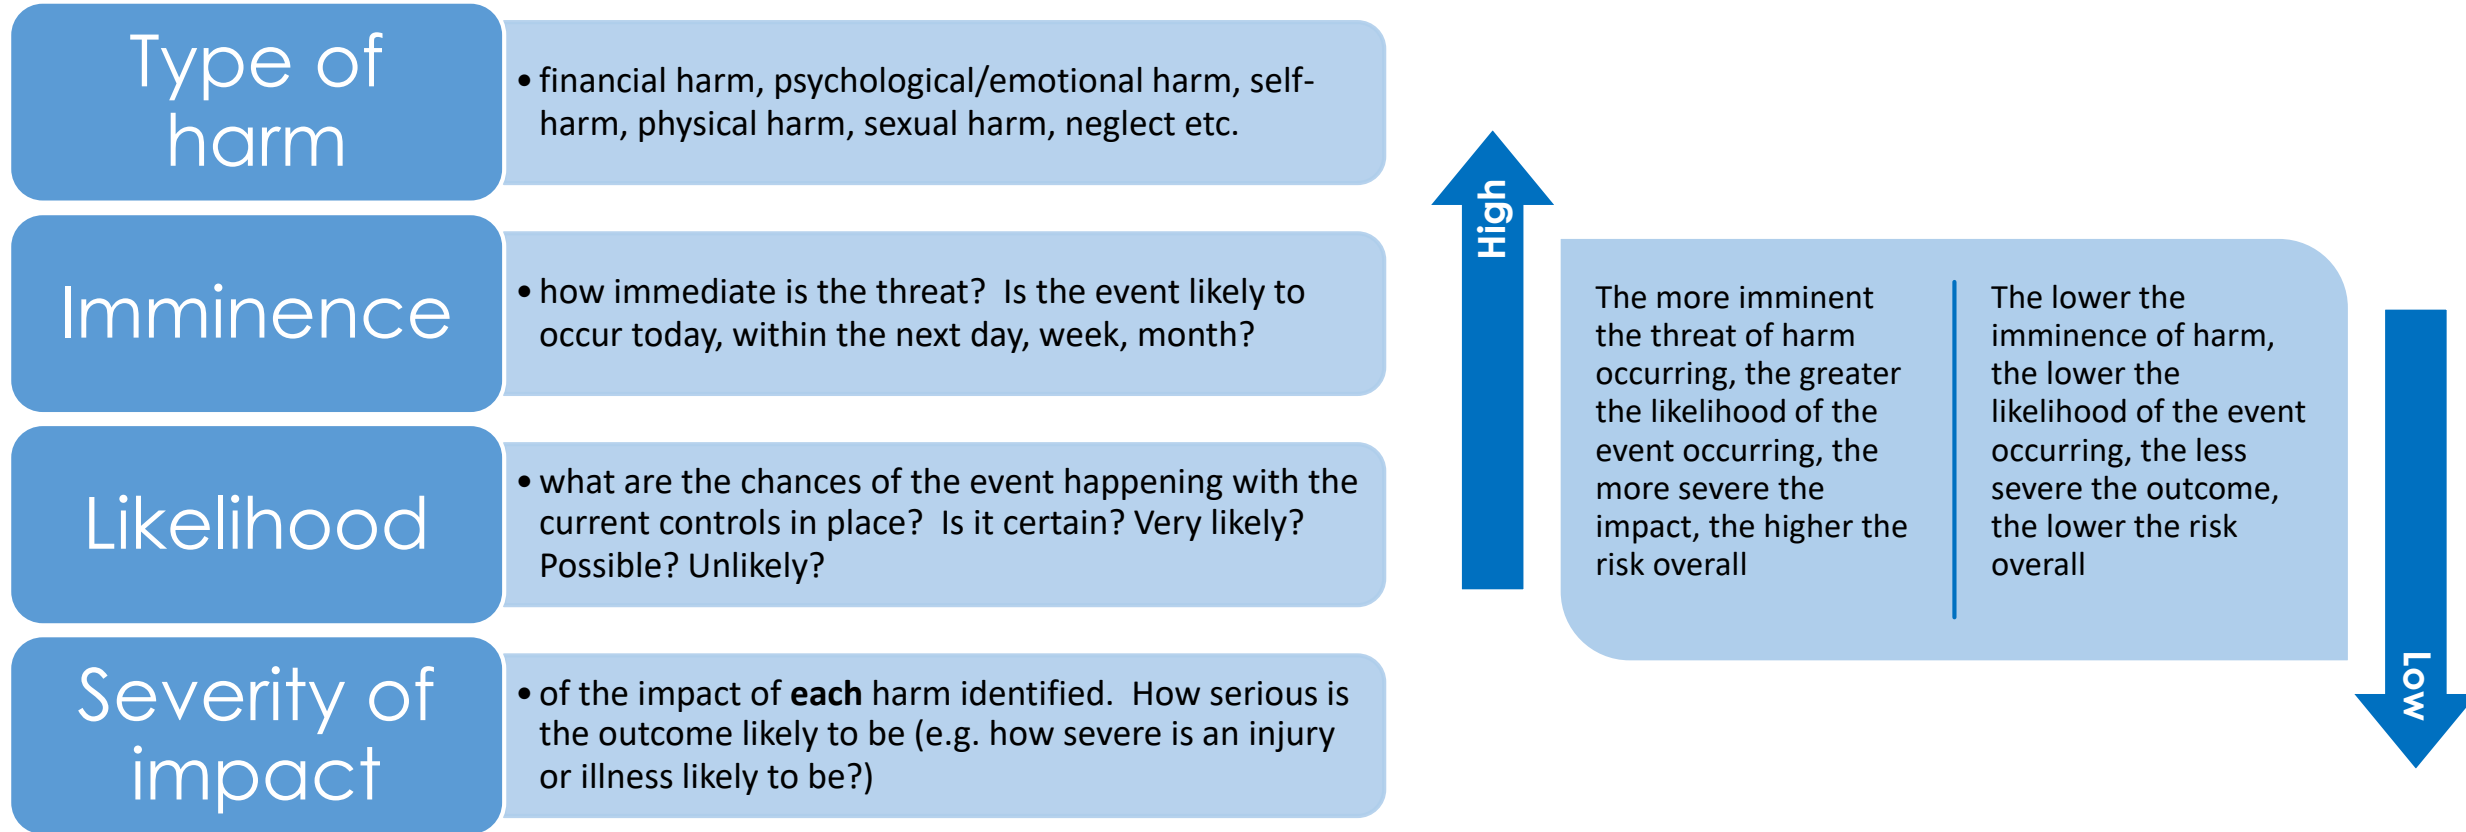 Type of
harm
• financial harm, psychological/emotional harm, self-
harm, physical harm, sexual harm, neglect etc.
Imminence
• how immediate is the threat?  Is the event likely to
occur today, within the next day, week, month?
Likelihood
• what are the chances of the event happening with the
current controls in place?  Is it certain? Very likely?
Possible? Unlikely?
Severity of
impact
• of the impact of each harm identified.  How serious is
the outcome likely to be (e.g. how severe is an injury
or illness likely to be?)
High
The more imminent
the threat of harm
occurring, the greater
the likelihood of the
event occurring, the
more severe the
impact, the higher the
risk overall
The lower the
imminence of harm,
the lower the
likelihood of the event
occurring, the less
severe the outcome,
the lower the risk
overall
Low